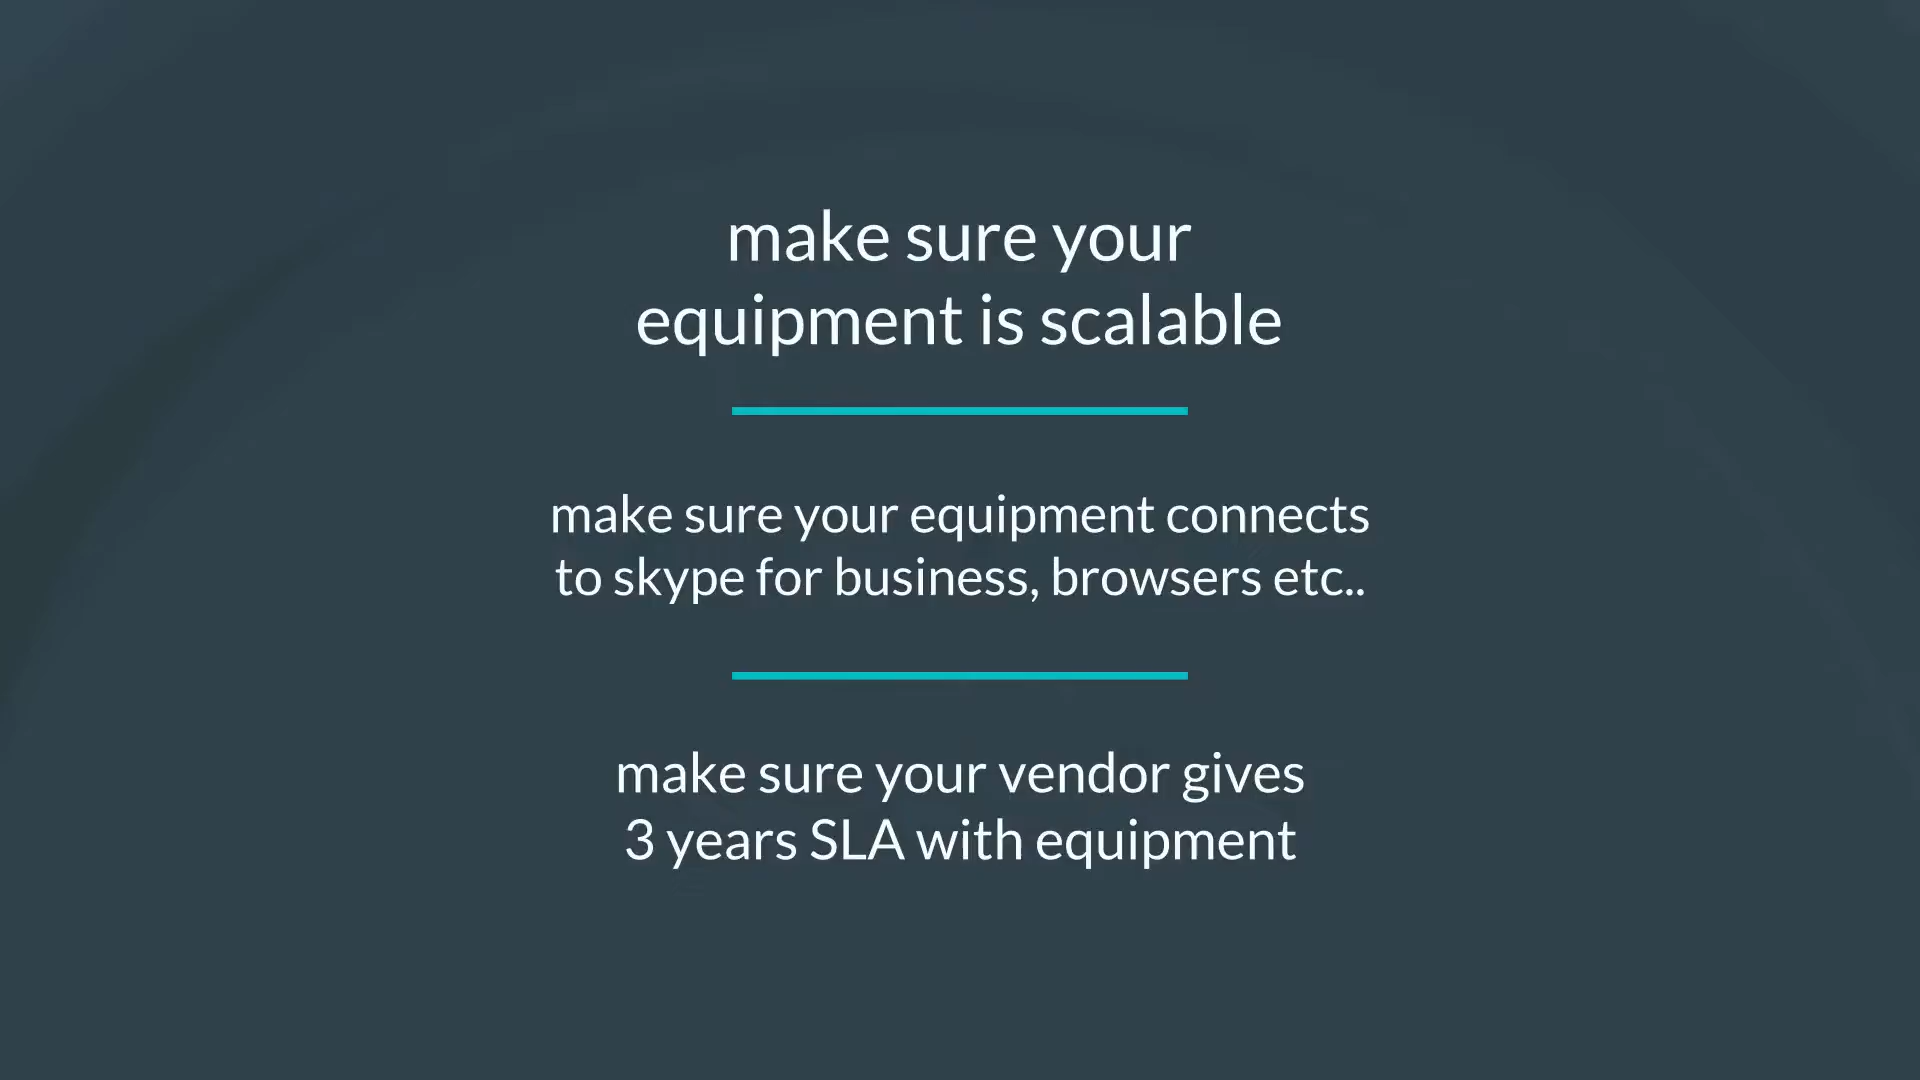 make sure your
equipment is scalable
make sure your equipment connects
to skype for business, browsers etc..
make sure your vendor gives
3 years SLA with equipment